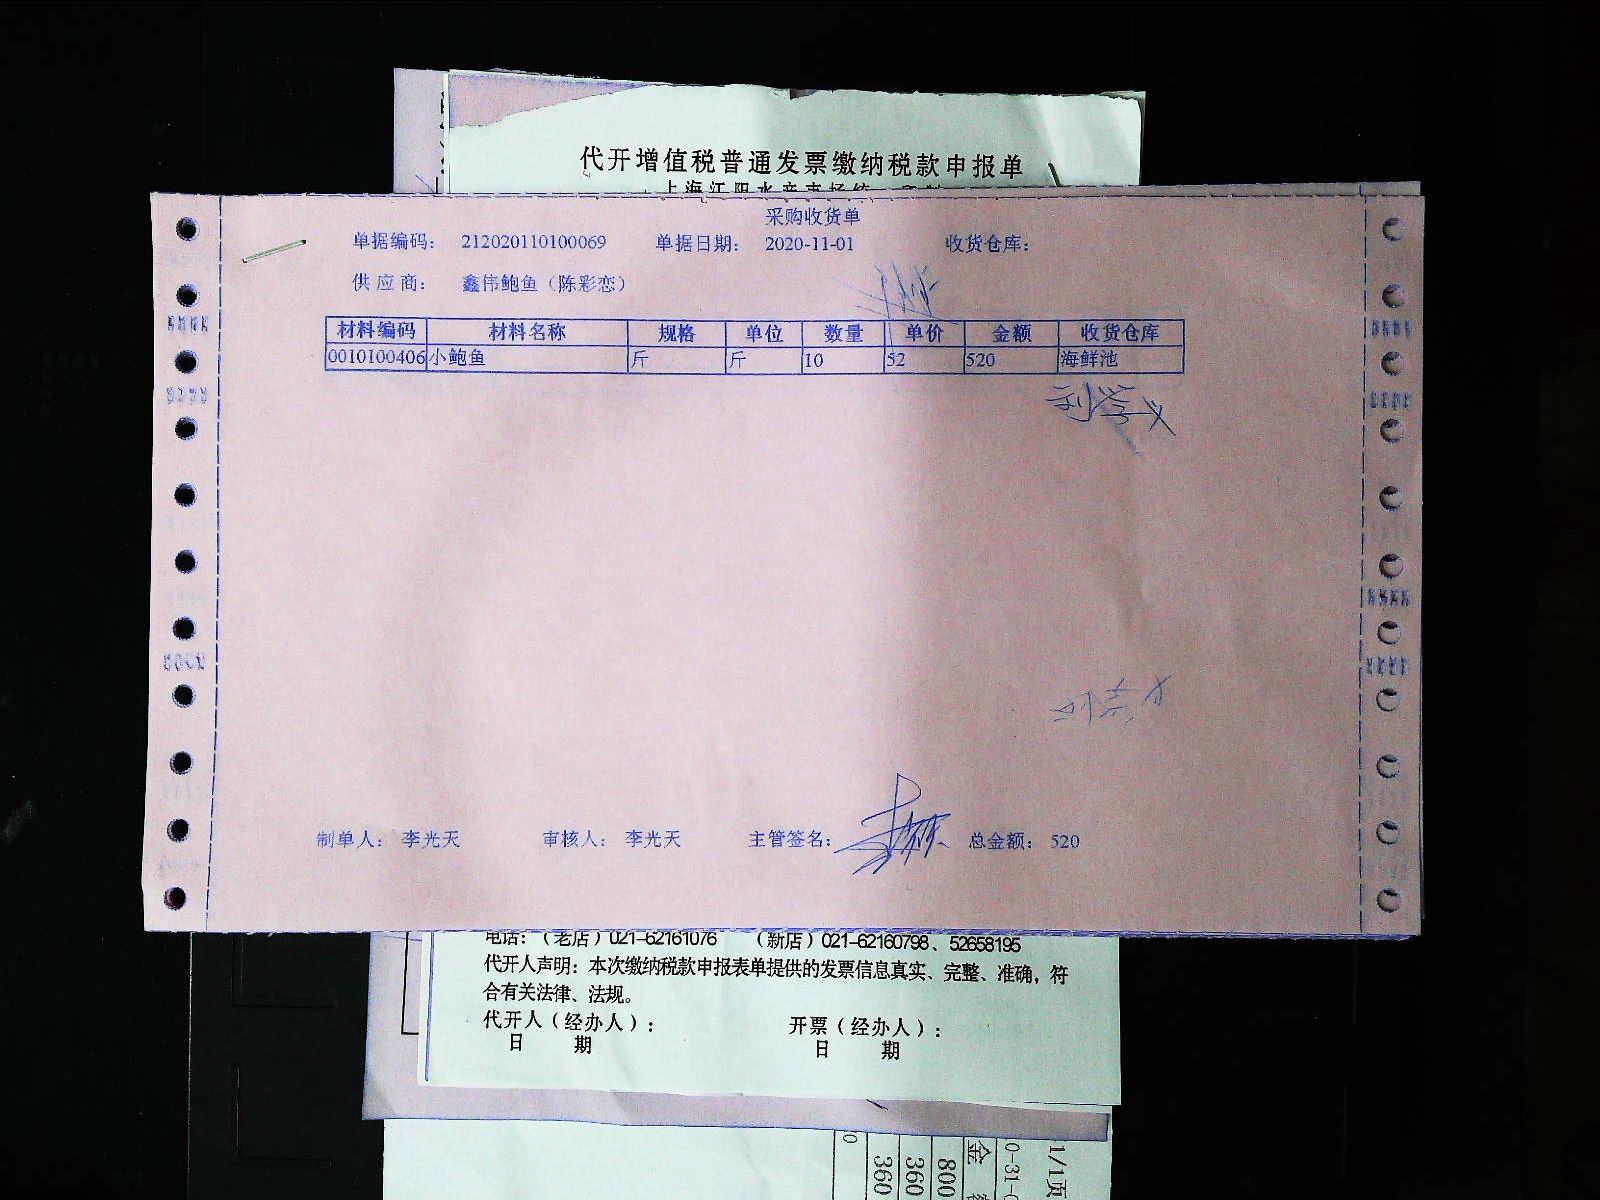 代开增值税普通发票缴纳税款申报单
采购收货单
单据编码： 212020110100069 单据日期： 2020-11-01 收货仓库：
供应商： 鑫伟鲍鱼（陈彩恋）
材料编码 材料名称 规格 单位 数量 单价 金额 收货仓库
0010100406 小鲍鱼 斤 斤 10 52 520 海鲜池
制单人： 李光天 审核人： 李光天 主管签名： 总金额： 520
电话：（老店）021-62161076 （新店）021-62160798、52658195
代开人声明：本次缴纳税款申报表单提供的发票信息真实、完整、准确，符
合有关法律、法规。
代开人（经办人）： 开票（经办人）：
日 期 日 期
1/1页
金
800
360
360